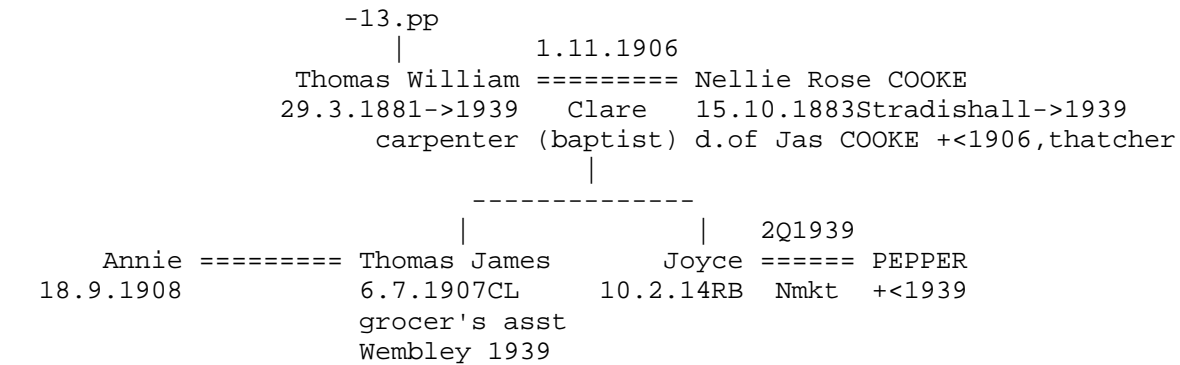 -13.pp
|        1.11.1906
Thomas William ========= Nellie Rose COOKE
29.3.1881->1939   Clare   15.10.1883Stradishall->1939
carpenter (baptist) d.of Jas COOKE +<1906,thatcher
|
--------------
|              |   2Q1939
Annie ========= Thomas James       Joyce ====== PEPPER
18.9.1908           6.7.1907CL   10.2.14RB  Nmkt  +<1939
grocer's asst
Wembley 1939